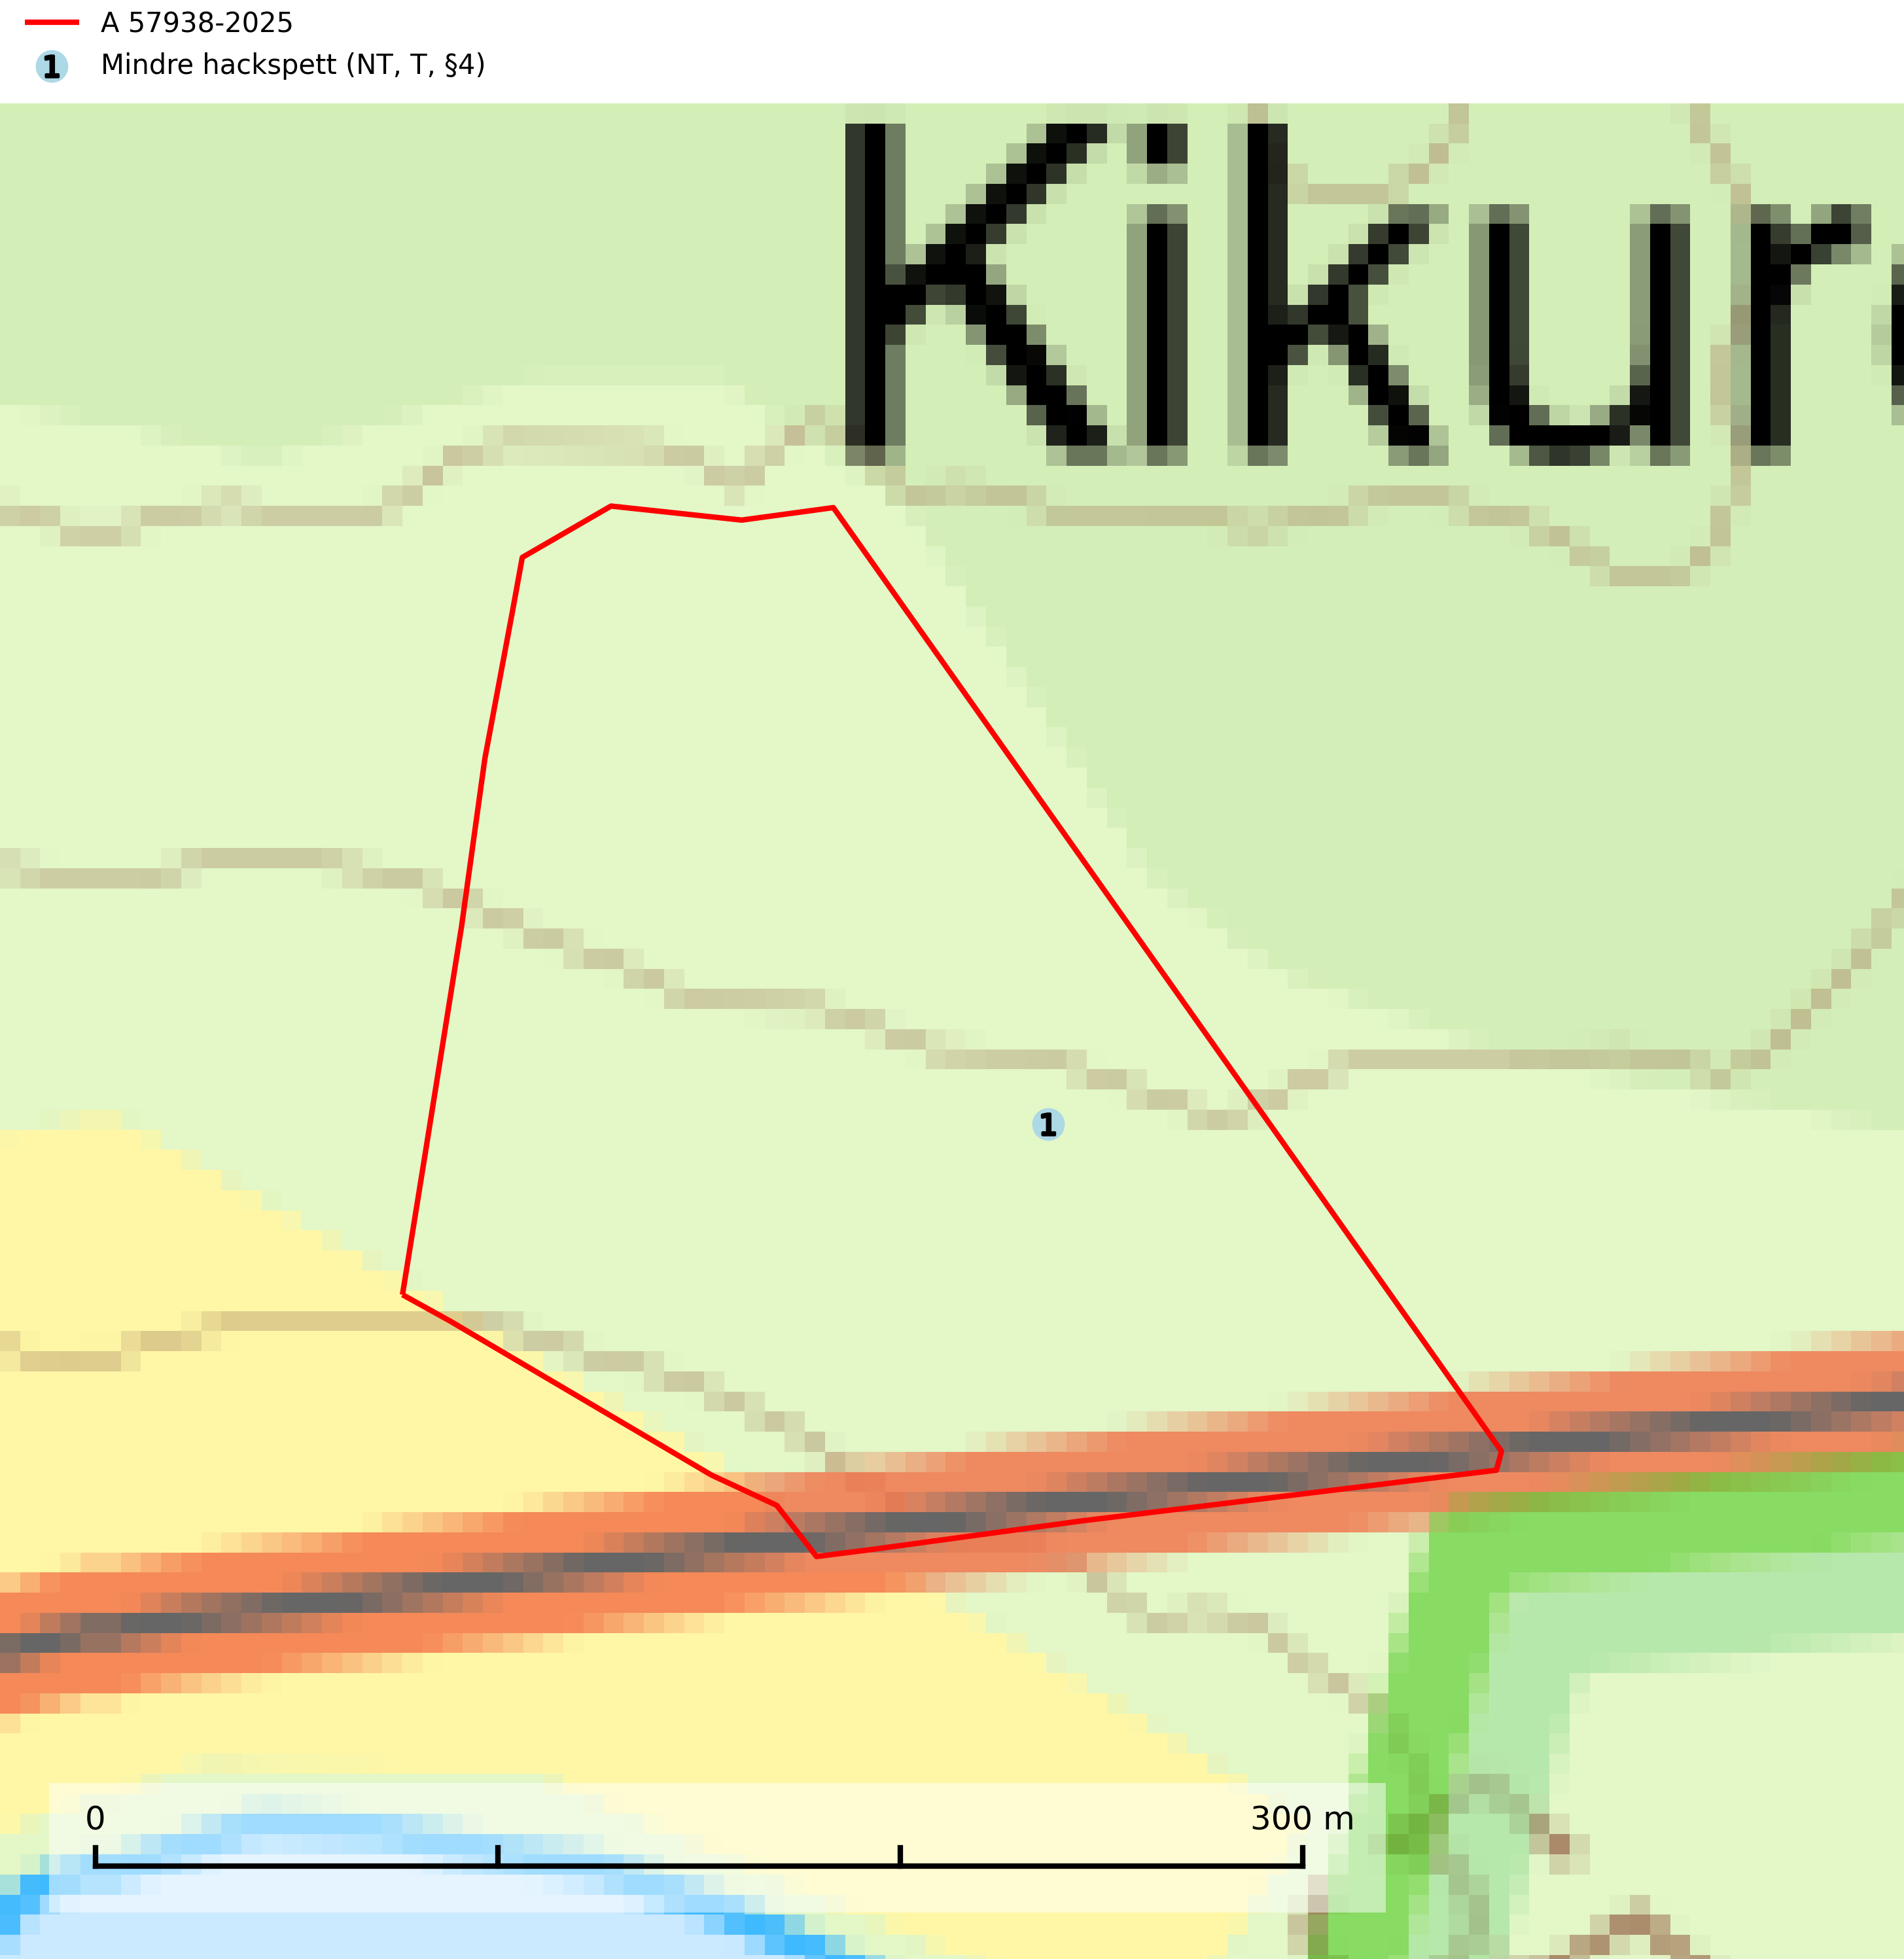 A 57938-2025
1 Mindre hackspett (NT, T, §4)
Kikur
1
0 300 m